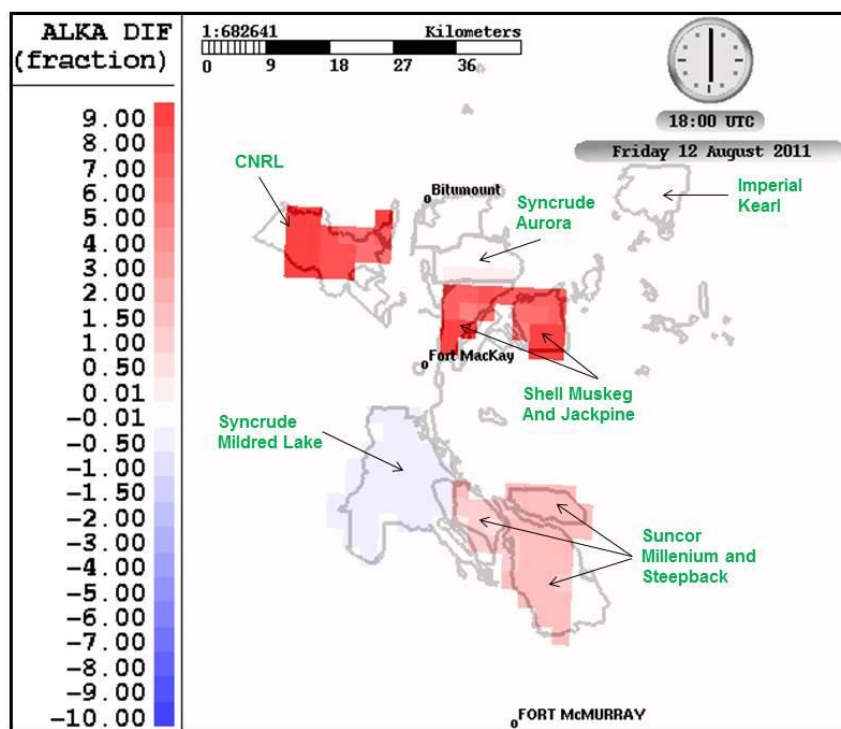 ALKA DIF
(fraction)
9.00
8.00
7.00
6.00
5.00
4.00
3.00
2.00
1.50
1.00
0.50
0.01
-0.01
-0.50
-1.00
-1.50
-2.00
-3.00
-4.00
-5.00
-6.00
-7.00
-8.00
-9.00
-10.00
1:682641 Kilometers
0 9 18 27 36
18:00 UTC
Friday 12 August 2011
CNRL
Bitumount
Syncrude
Aurora
Imperial
Kearl
Fort MacKay
Shell Muskeg
And Jackpine
Syncrude
Mildred Lake
Suncor
Millenium and
Steepback
FORT McMURRAY